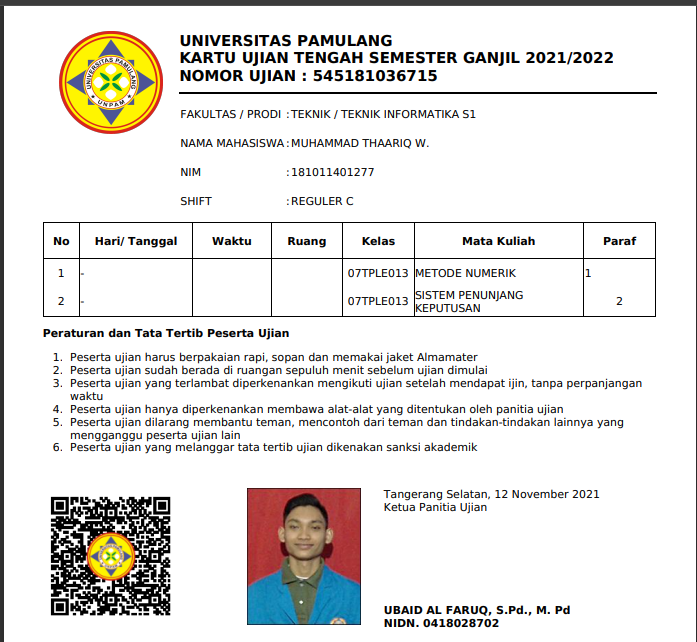 UNIVERSITAS PAMULANG
KARTU UJIAN TENGAH SEMESTER GANJIL 2021/2022
NOMOR UJIAN : 545181036715
UNIVERSITAS PAMULANG
UNPAM
FAKULTAS / PRODI : TEKNIK / TEKNIK INFORMATIKA S1
NAMA MAHASISWA : MUHAMMAD THAARIQ W.
NIM : 181011401277
SHIFT : REGULER C
No Hari/ Tanggal Waktu Ruang Kelas Mata Kuliah Paraf
1 - 07TPLE013 METODE NUMERIK 1
2 - 07TPLE013 SISTEM PENUNJANG KEPUTUSAN 2
Peraturan dan Tata Tertib Peserta Ujian
1. Peserta ujian harus berpakaian rapi, sopan dan memakai jaket Almamater
2. Peserta ujian sudah berada di ruangan sepuluh menit sebelum ujian dimulai
3. Peserta ujian yang terlambat diperkenankan mengikuti ujian setelah mendapat ijin, tanpa perpanjangan
waktu
4. Peserta ujian hanya diperkenankan membawa alat-alat yang ditentukan oleh panitia ujian
5. Peserta ujian dilarang membantu teman, mencontoh dari teman dan tindakan-tindakan lainnya yang
mengganggu peserta ujian lain
6. Peserta ujian yang melanggar tata tertib ujian dikenakan sanksi akademik
Tangerang Selatan, 12 November 2021
Ketua Panitia Ujian
UBAID AL FARUQ, S.Pd., M. Pd
NIDN. 0418028702